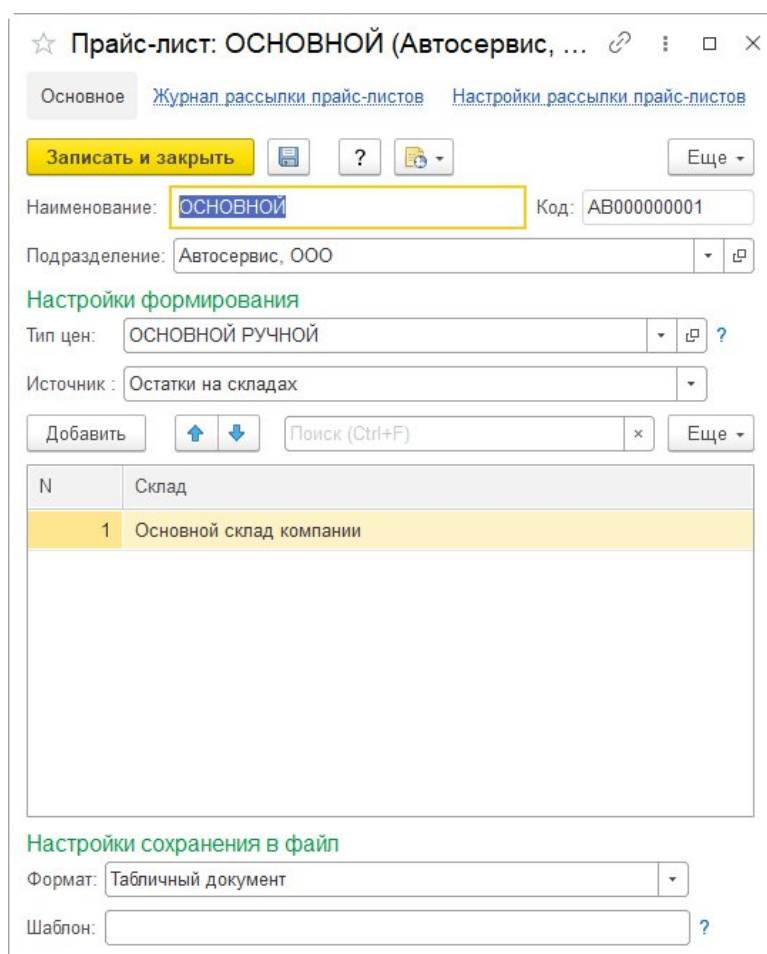 Прайс-лист: ОСНОВНОЙ (Автосервис, ...
Основное Журнал рассылки прайс-листов Настройки рассылки прайс-листов
Записать и закрыть ? Еще
Наименование: ОСНОВНОЙ Код: АВ000000001
Подразделение: Автосервис, ООО
Настройки формирования
Тип цен: ОСНОВНОЙ РУЧНОЙ ?
Источник : Остатки на складах
Добавить Поиск (Ctrl+F) × Еще
N Склад
1 Основной склад компании
Настройки сохранения в файл
Формат: Табличный документ
Шаблон: ?